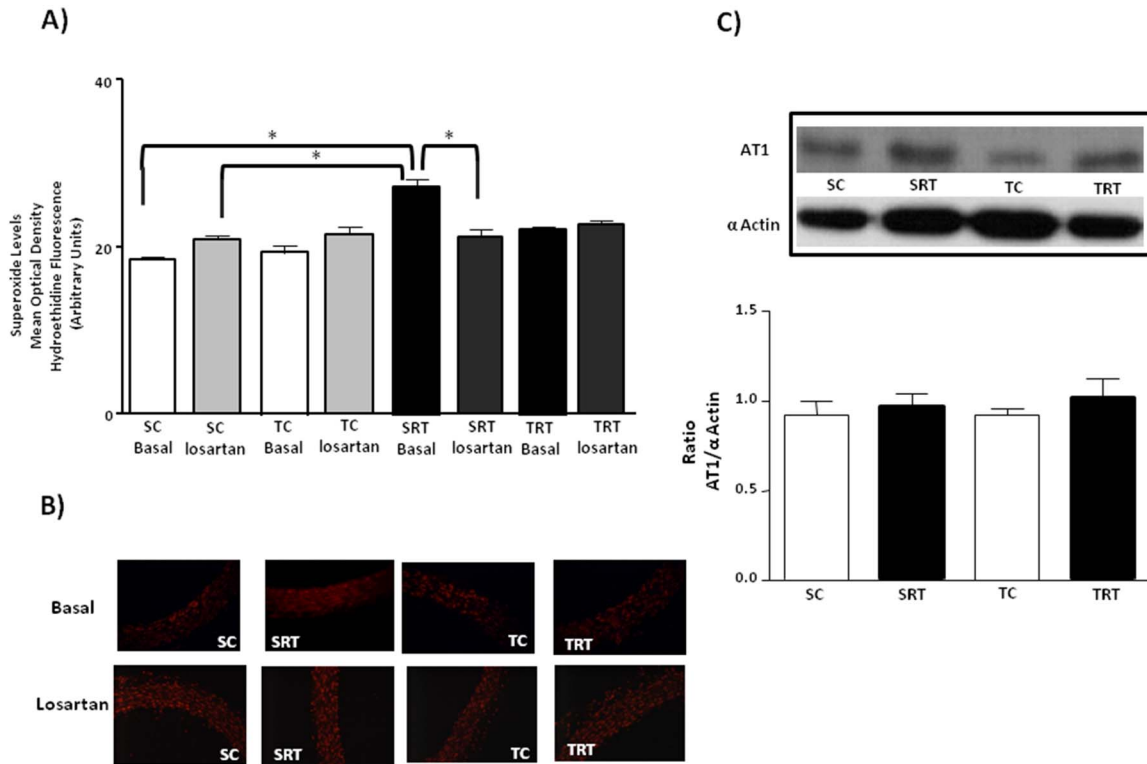 A)
Superoxide Levels
Mean Optical Density
Hydroethidine Fluorescence
(Arbitrary Units)
40
20
0
*
*
*
SC
Basal
SC
losartan
TC
Basal
TC
losartan
SRT
Basal
SRT
losartan
TRT
Basal
TRT
losartan
B)
Basal
SC
SRT
TC
TRT
Losartan
SC
SRT
TC
TRT
C)
AT1
SC
SRT
TC
TRT
α Actin
Ratio
AT1/α Actin
1.5
1.0
0.5
0.0
SC
SRT
TC
TRT